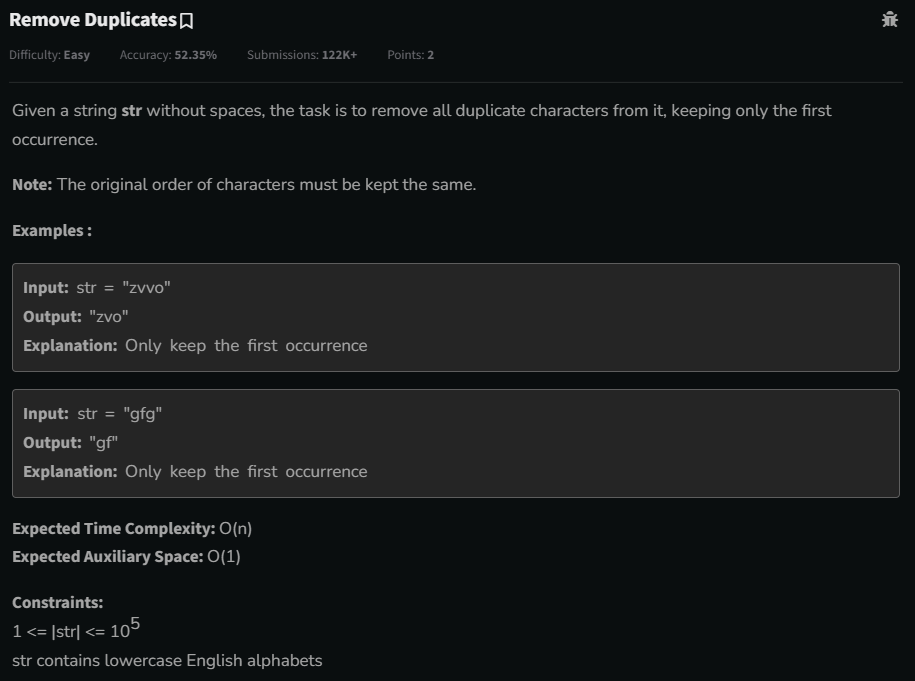 Remove Duplicates
Difficulty: Easy Accuracy: 52.35% Submissions: 122K+ Points: 2
Given a string str without spaces, the task is to remove all duplicate characters from it, keeping only the first
occurrence.
Note: The original order of characters must be kept the same.
Examples :
Input: str = "zvvo"
Output: "zvo"
Explanation: Only keep the first occurrence
Input: str = "gfg"
Output: "gf"
Explanation: Only keep the first occurrence
Expected Time Complexity: O(n)
Expected Auxiliary Space: O(1)
Constraints:
1 <= |str| <= 10⁵
str contains lowercase English alphabets